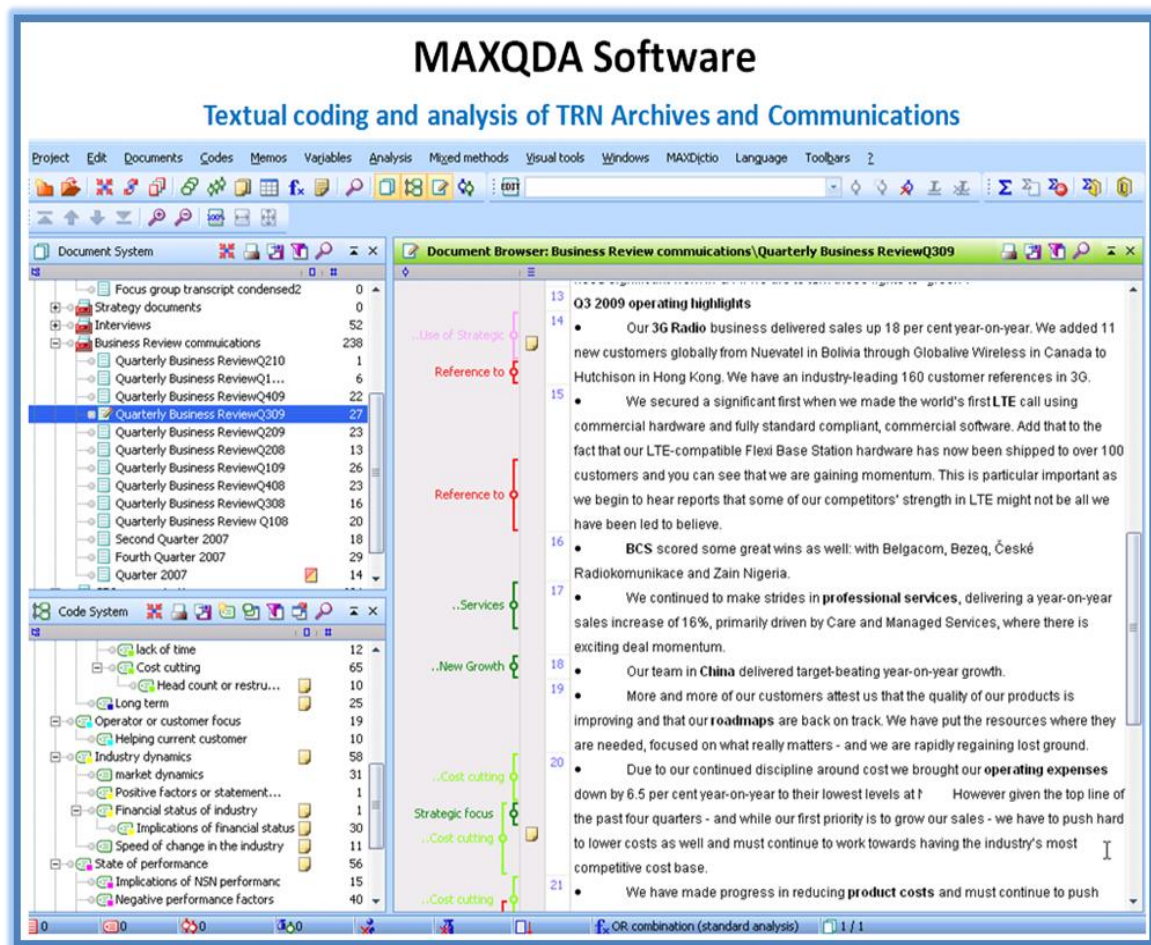 MAXQDA Software
Textual coding and analysis of TRN Archives and Communications
Project Edit Documents Codes Memos Variables Analysis Mixed methods Visual tools Windows MAXDictio Language Toolbars ?
Document System
Focus group transcript condensed2 0
Strategy documents 0
Interviews 52
Business Review commuications 238
Quarterly Business ReviewQ210 1
Quarterly Business ReviewQ1... 6
Quarterly Business ReviewQ409 22
Quarterly Business ReviewQ309 27
Quarterly Business ReviewQ209 23
Quarterly Business ReviewQ208 13
Quarterly Business ReviewQ109 26
Quarterly Business ReviewQ408 23
Quarterly Business ReviewQ308 16
Quarterly Business Review Q108 20
Second Quarter 2007 18
Fourth Quarter 2007 29
Quarter 2007 14
Code System
lack of time 12
Cost cutting 65
Head count or restru... 10
Long term 25
Operator or customer focus 19
Helping current customer 10
Industry dynamics 58
market dynamics 31
Positive factors or statement... 1
Financial status of industry 1
Implications of financial status 30
Speed of change in the industry 11
State of performance 56
Implications of NSN performanc 15
Negative performance factors 40
Document Browser: Business Review commuications\Quarterly Business ReviewQ309
13 Q3 2009 operating highlights
14 • Our 3G Radio business delivered sales up 18 per cent year-on-year. We added 11
new customers globally from Nuevatel in Bolivia through Globalive Wireless in Canada to
Hutchison in Hong Kong. We have an industry-leading 160 customer references in 3G.
15 • We secured a significant first when we made the world's first LTE call using
commercial hardware and fully standard compliant, commercial software. Add that to the
fact that our LTE-compatible Flexi Base Station hardware has now been shipped to over 100
customers and you can see that we are gaining momentum. This is particular important as
we begin to hear reports that some of our competitors' strength in LTE might not be all we
have been led to believe.
16 • BCS scored some great wins as well: with Belgacom, Bezeq, České
Radiokomunikace and Zain Nigeria.
17 • We continued to make strides in professional services, delivering a year-on-year
sales increase of 16%, primarily driven by Care and Managed Services, where there is
exciting deal momentum.
18 • Our team in China delivered target-beating year-on-year growth.
19 • More and more of our customers attest us that the quality of our products is
improving and that our roadmaps are back on track. We have put the resources where they
are needed, focused on what really matters - and we are rapidly regaining lost ground.
20 • Due to our continued discipline around cost we brought our operating expenses
down by 6.5 per cent year-on-year to their lowest levels at However given the top line of
the past four quarters - and while our first priority is to grow our sales - we have to push hard
to lower costs as well and must continue to work towards having the industry's most
competitive cost base.
21 • We have made progress in reducing product costs and must continue to push
..Use of Strategic
Reference to
Reference to
..Services
..New Growth
..Cost cutting
Strategic focus
..Cost cutting
..Cost cutting
0 0 0 0 OR combination (standard analysis) 1 / 1